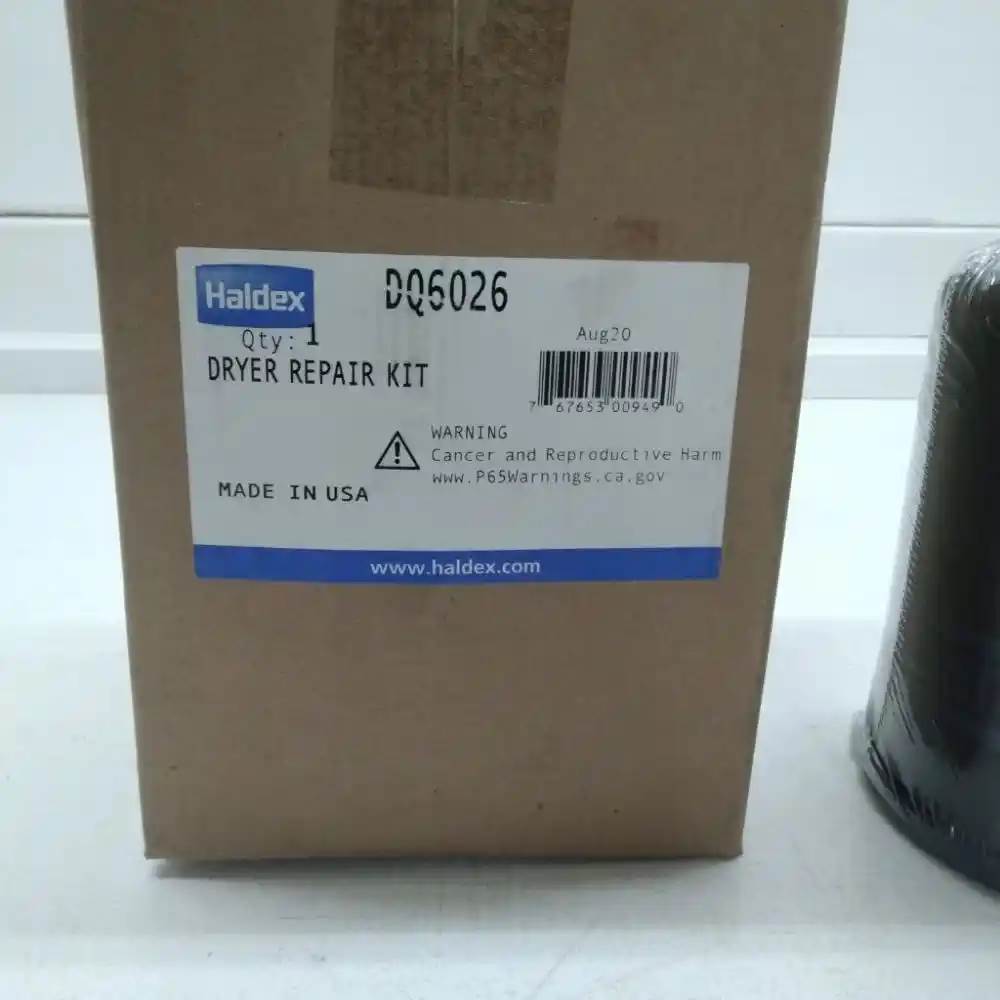 Haldex
DQ6026
Qty: 1
Aug20
DRYER REPAIR KIT
7 67653 00949 0
WARNING
Cancer and Reproductive Harm
www.P65Warnings.ca.gov
MADE IN USA
www.haldex.com